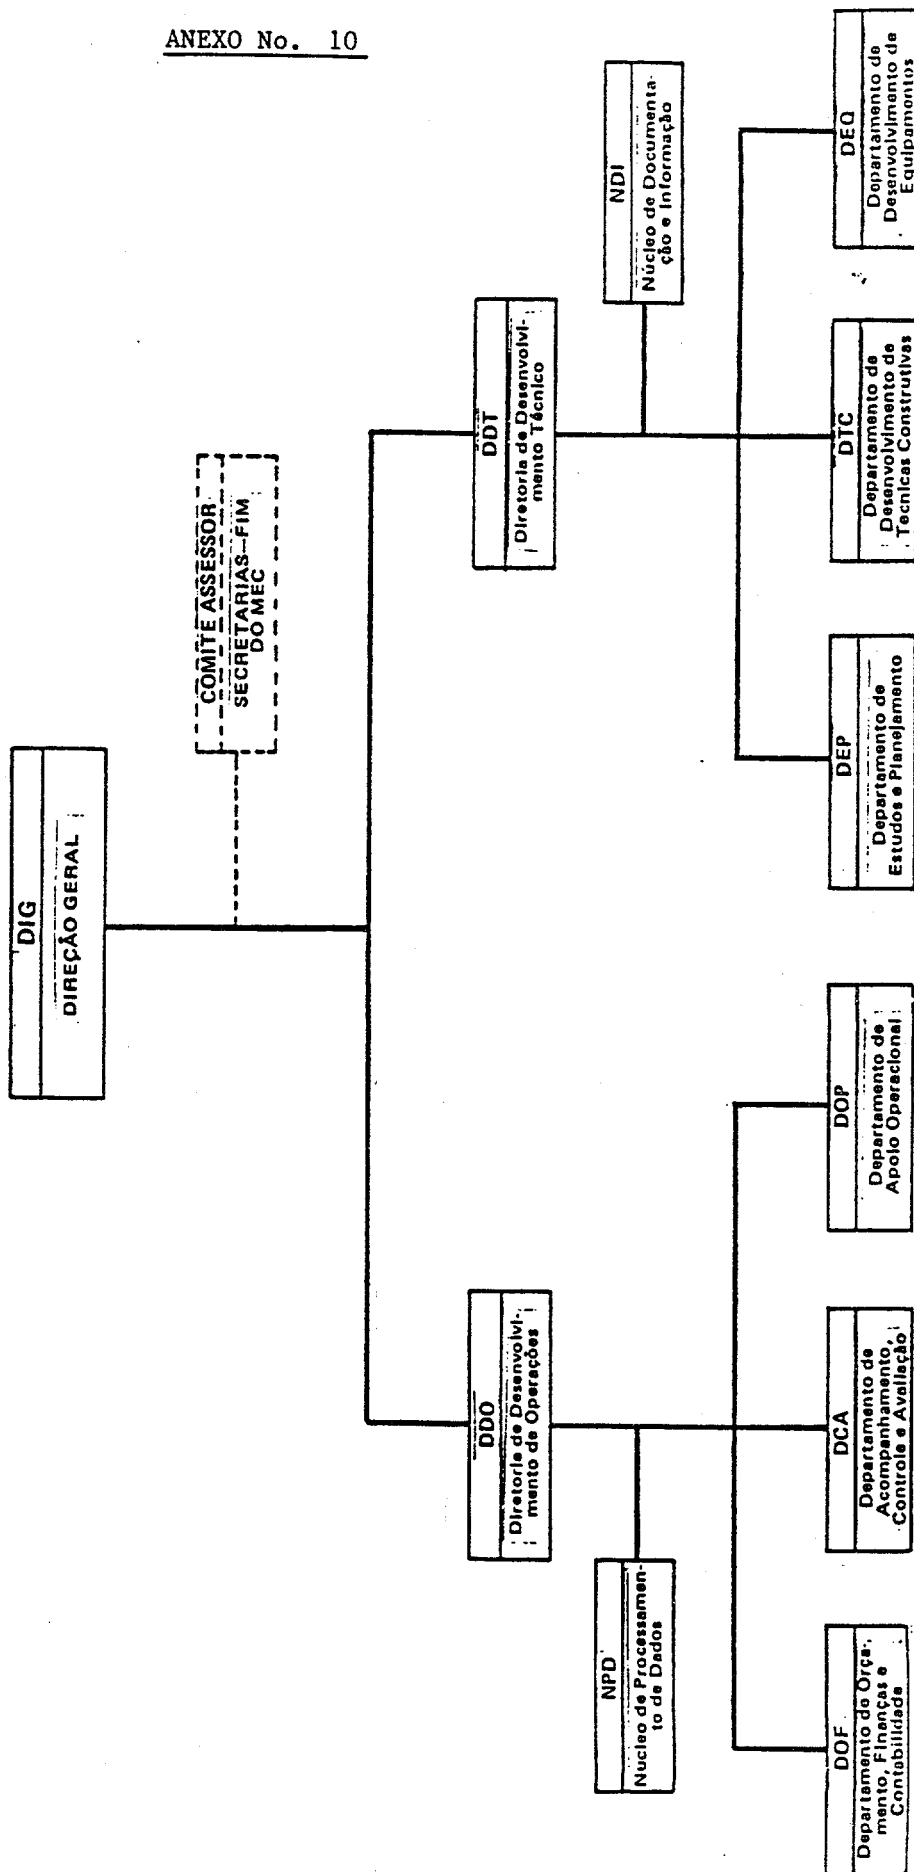 ANEXO No. 10
DIG
DIREÇÃO GERAL
COMITE ASSESSOR
SECRETARIAS-FIM
DO MEC
DDO
Diretoria de Desenvolvi-
mento de Operações
DDT
Diretoria de Desenvolvi-
mento Técnico
NPD
Nucleo de Processamen-
to de Dados
NDI
Núcleo de Documenta-
ção e Informação
DOF
Departamento de Orça-
mento, Finanças e
Contabilidade
DCA
Departamento de
Acompanhamento,
Controle e Avaliação
DOP
Departamento de
Apoio Operacional
DEP
Departamento de
Estudos e Planejamento
DTC
Departamento de
Desenvolvimento de
Tecnicas Construtivas
DEQ
Departamento de
Desenvolvimento de
Equipamentos